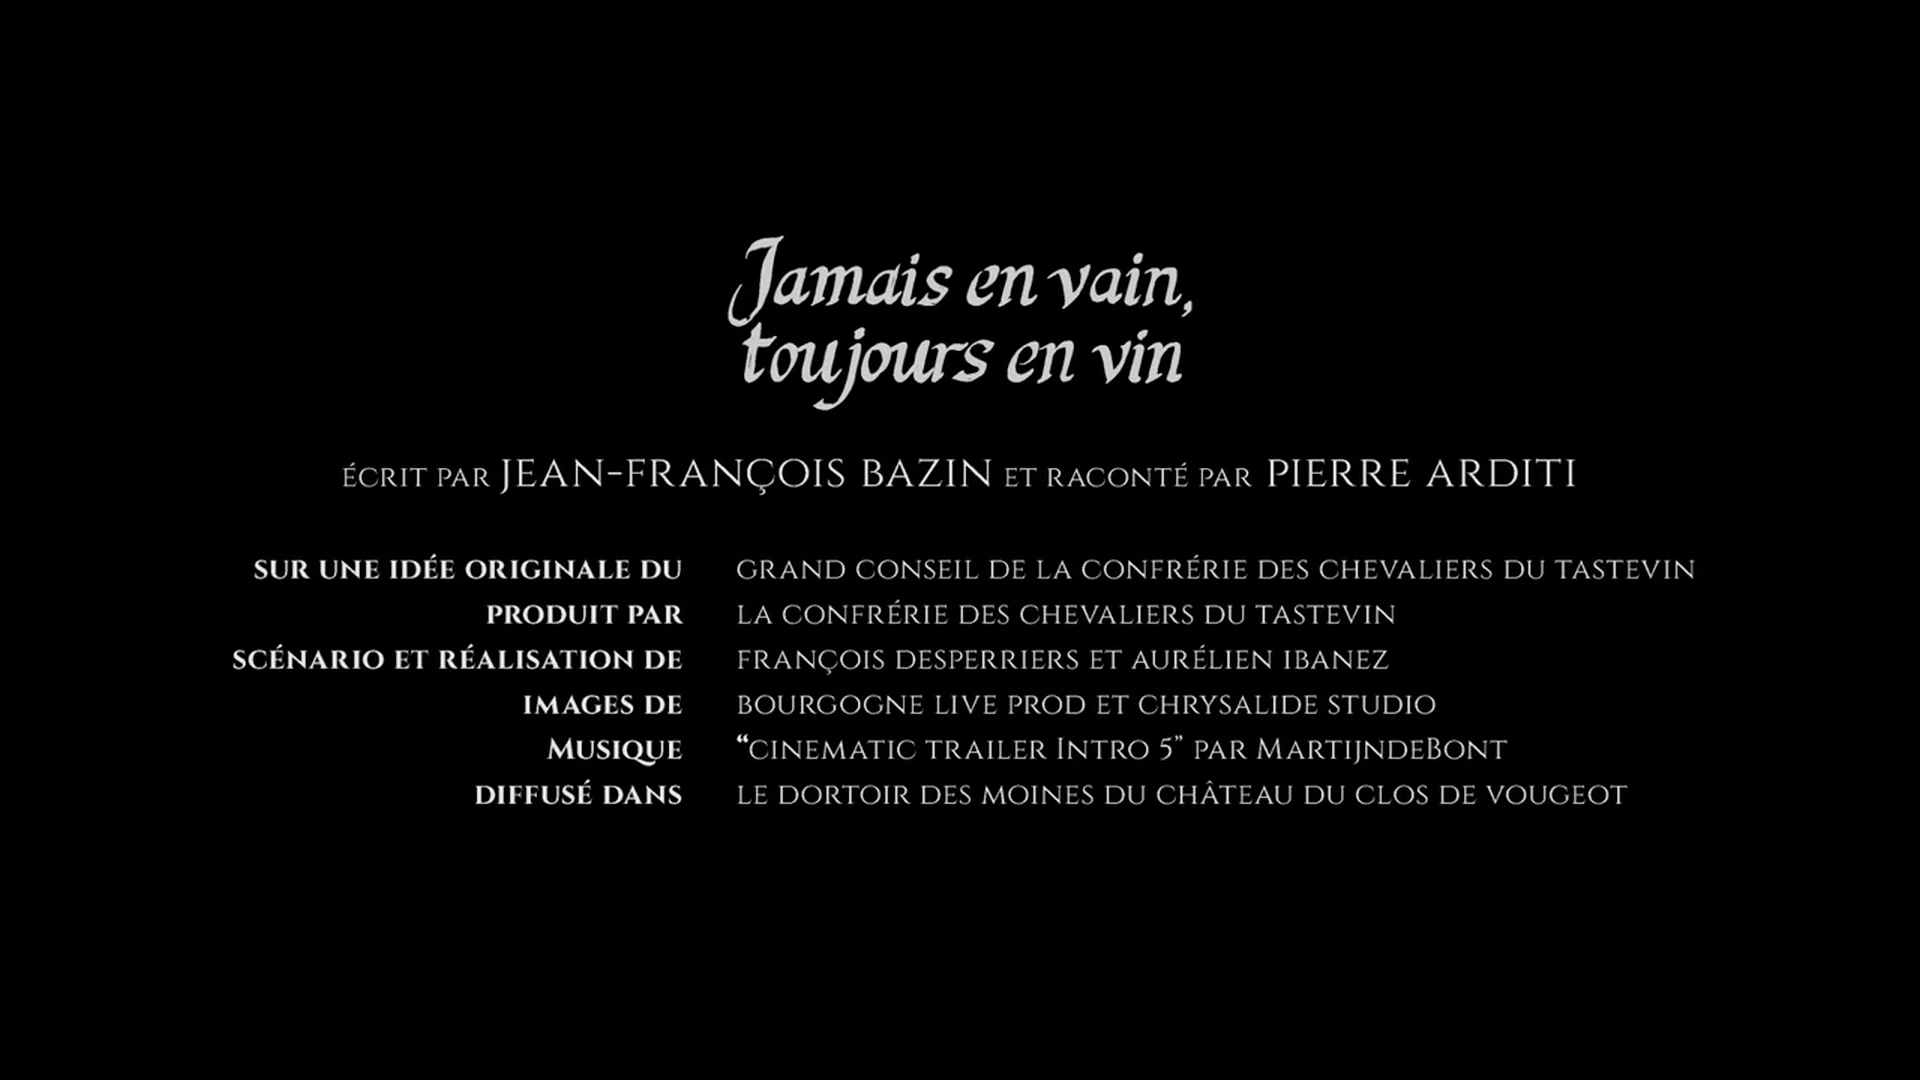 Jamais en vain,
toujours en vin
ÉCRIT PAR JEAN-FRANÇOIS BAZIN ET RACONTÉ PAR PIERRE ARDITI
SUR UNE IDÉE ORIGINALE DU GRAND CONSEIL DE LA CONFRÉRIE DES CHEVALIERS DU TASTEVIN
PRODUIT PAR LA CONFRÉRIE DES CHEVALIERS DU TASTEVIN
SCÉNARIO ET RÉALISATION DE FRANÇOIS DESPERRIERS ET AURÉLIEN IBANEZ
IMAGES DE BOURGOGNE LIVE PROD ET CHRYSALIDE STUDIO
MUSIQUE “CINEMATIC TRAILER INTRO 5” PAR MARTIJNDEBONT
DIFFUSÉ DANS LE DORTOIR DES MOINES DU CHÂTEAU DU CLOS DE VOUGEOT